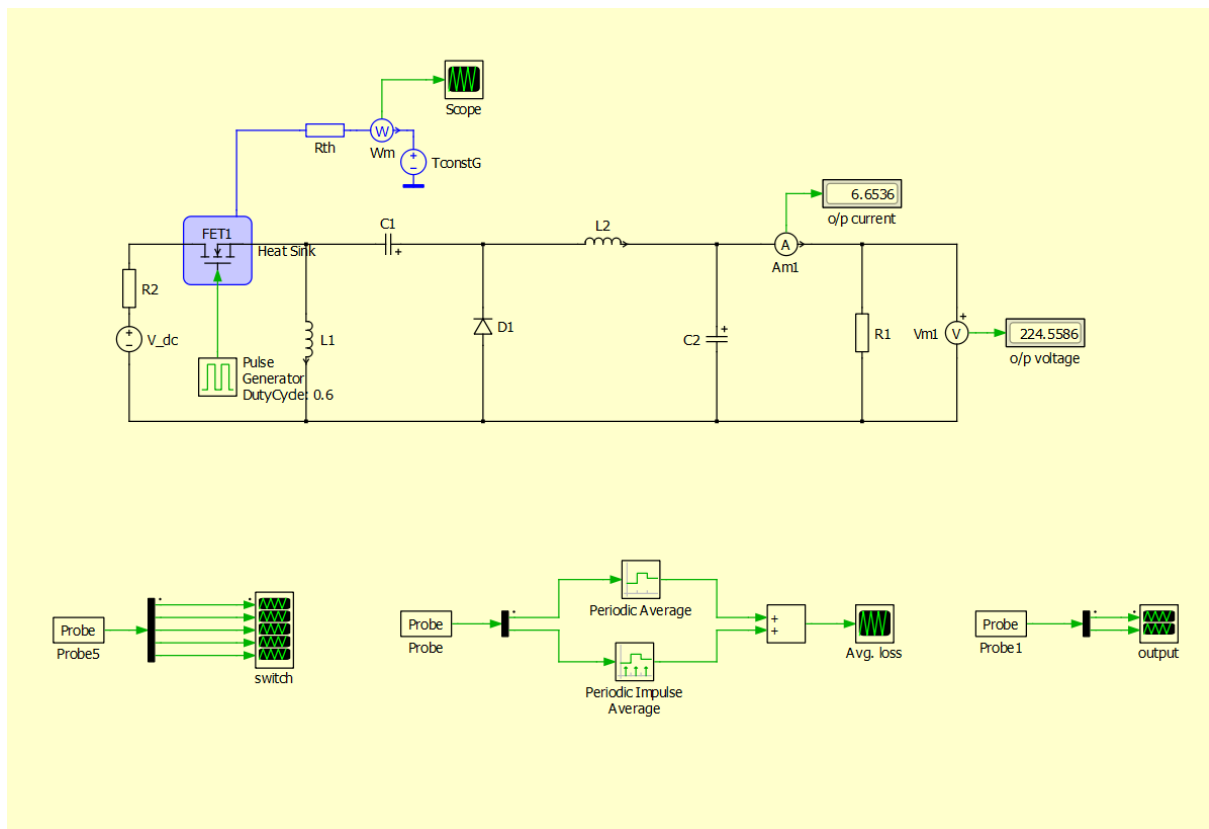 Scope
Rth
W
Wm
+
−
TconstG
6.6536
o/p current
FET1
Heat Sink
C1
+
L2
A
Am1
R2
+
−
V_dc
L1
D1
C2
+
R1
Vm1
+
V
224.5586
o/p voltage
Pulse
Generator
DutyCycle: 0.6
Probe
Probe5
switch
Probe
Probe
Periodic Average
Periodic Impulse
Average
+
+
Avg. loss
Probe
Probe1
output